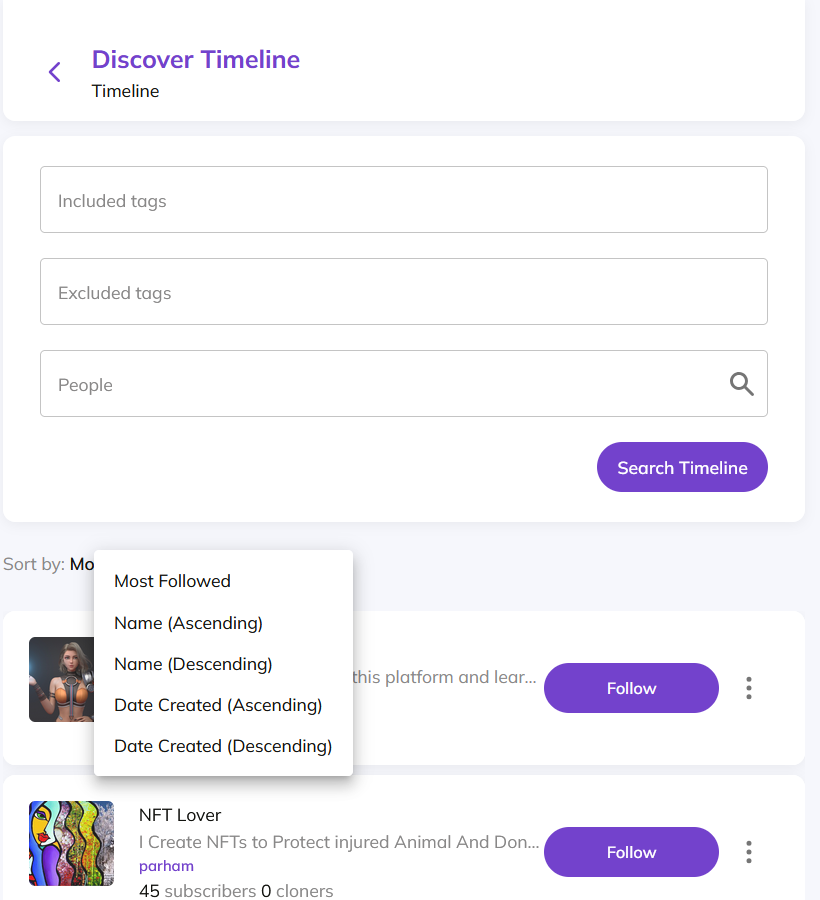 Discover Timeline
Timeline
Included tags
Excluded tags
People
Search Timeline
Sort by: Mo
Most Followed
Name (Ascending)
Name (Descending)
Date Created (Ascending)
Date Created (Descending)
this platform and lear...
Follow
NFT Lover
I Create NFTs to Protect injured Animal And Don...
parham
45 subscribers 0 cloners
Follow